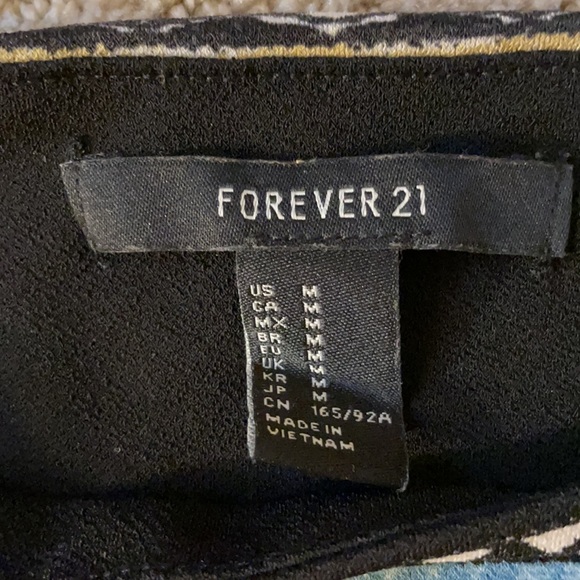 FOREVER 21
US M
CA M
MX M
BR M
EU M
UK M
KR M
JP M
CN 165/92A
MADE IN
VIETNAM